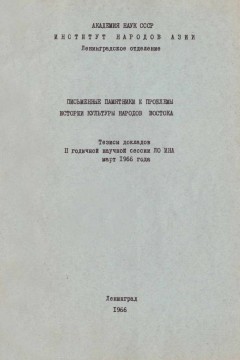 АКАДЕМИЯ НАУК СССР
ИНСТИТУТ НАРОДОВ АЗИИ
Ленинградское отделение
ПИСЬМЕННЫЕ ПАМЯТНИКИ И ПРОБЛЕМЫ
ИСТОРИИ КУЛЬТУРЫ НАРОДОВ ВОСТОКА
Тезисы докладов
II годичной научной сессии ЛО ИНА
март 1966 года
Ленинград
1966